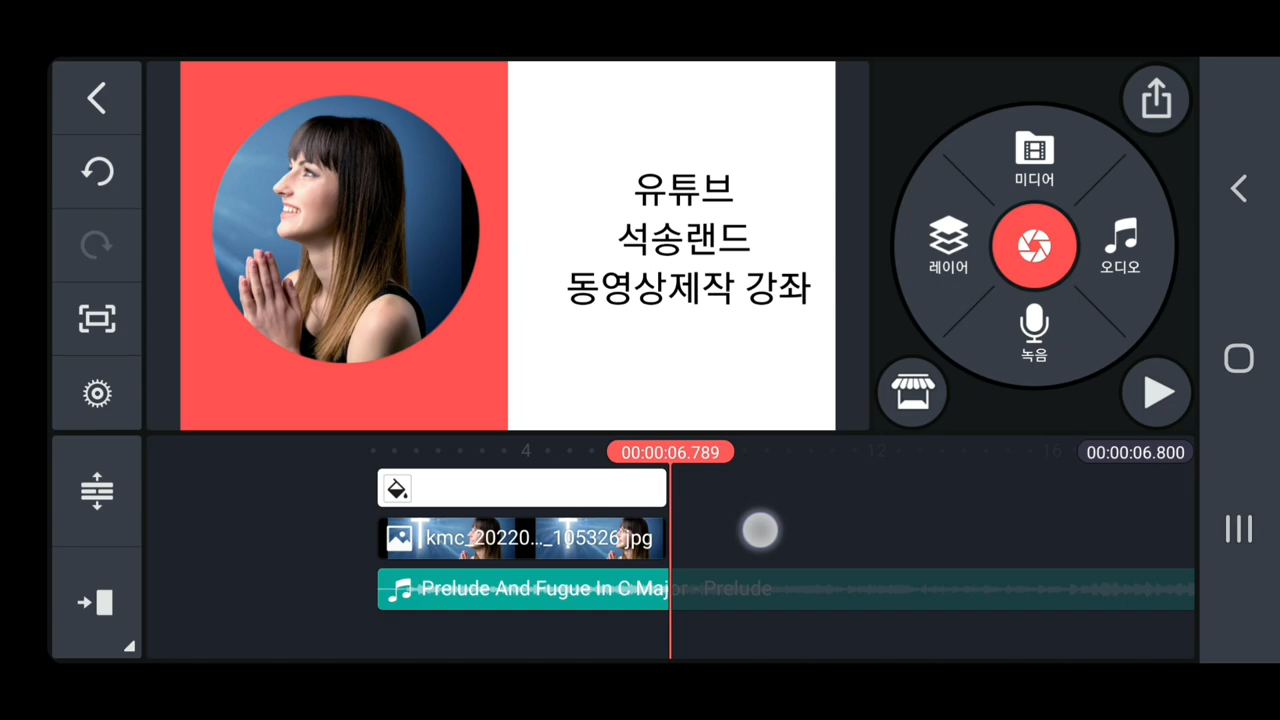 유튜브
석송랜드
동영상제작 강좌
미디어
레이어
오디오
녹음
4
00:00:06.789
12
16
00:00:06.800
kmc_20220..._105326.jpg
Prelude And Fugue In C Major - Prelude